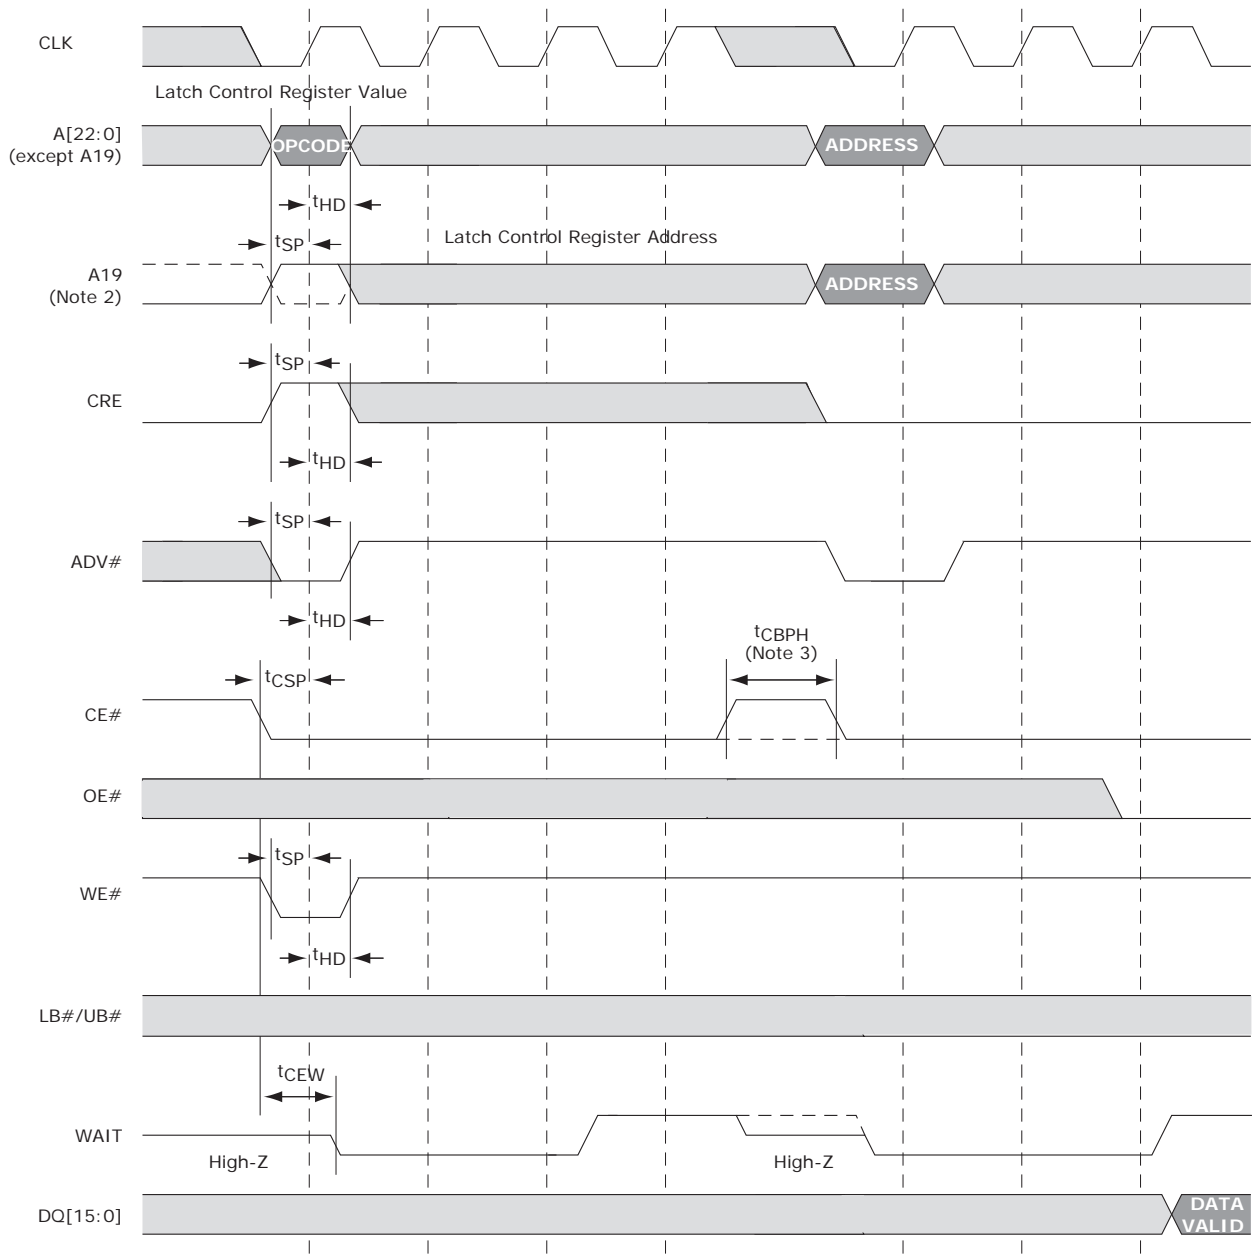 CLK
Latch Control Register Value
A[22:0]
(except A19)
OPCODE
ADDRESS
tHD
tSP
Latch Control Register Address
A19
(Note 2)
ADDRESS
tSP
CRE
tHD
tSP
ADV#
tHD
tCBPH
(Note 3)
tCSP
CE#
OE#
tSP
WE#
tHD
LB#/UB#
tCEW
WAIT
High-Z
High-Z
DQ[15:0]
DATA
VALID